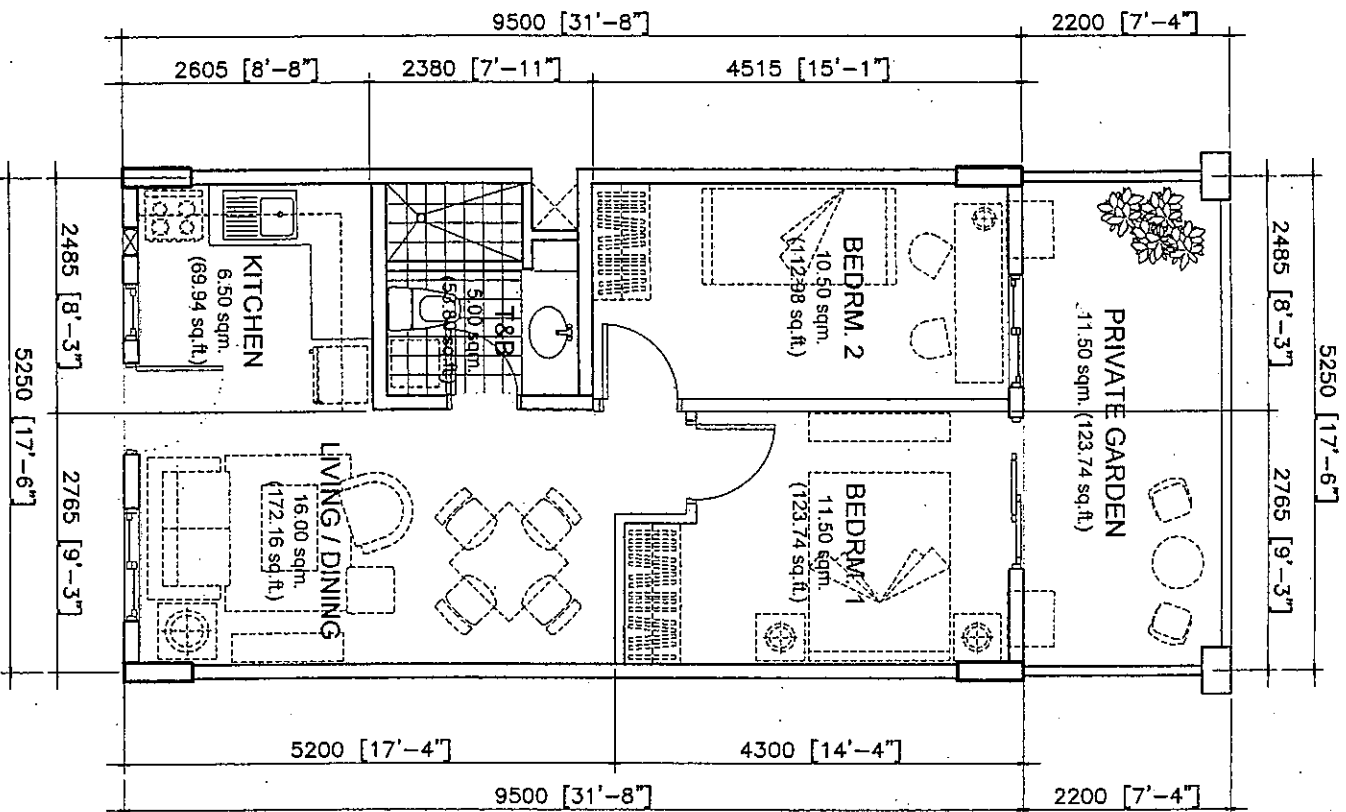 9500 [31'-8"]
2200 [7'-4"]
2605 [8'-8"]
2380 [7'-11"]
4515 [15'-1"]
5250 [17'-6"]
2485 [8'-3"]
2765 [9'-3"]
KITCHEN
6.50 sqm.
(69.94 sq.ft.)
T&B
5.00 sqm.
BEDRM. 2
10.50 sqm.
(112.98 sq.ft.)
PRIVATE GARDEN
11.50 sqm. (123.74 sq.ft.)
2485 [8'-3"]
2765 [9'-3"]
5250 [17'-6"]
LIVING / DINING
16.00 sqm.
(172.16 sq.ft.)
BEDRM. 1
11.50 sqm.
(123.74 sq.ft.)
5200 [17'-4"]
4300 [14'-4"]
9500 [31'-8"]
2200 [7'-4"]